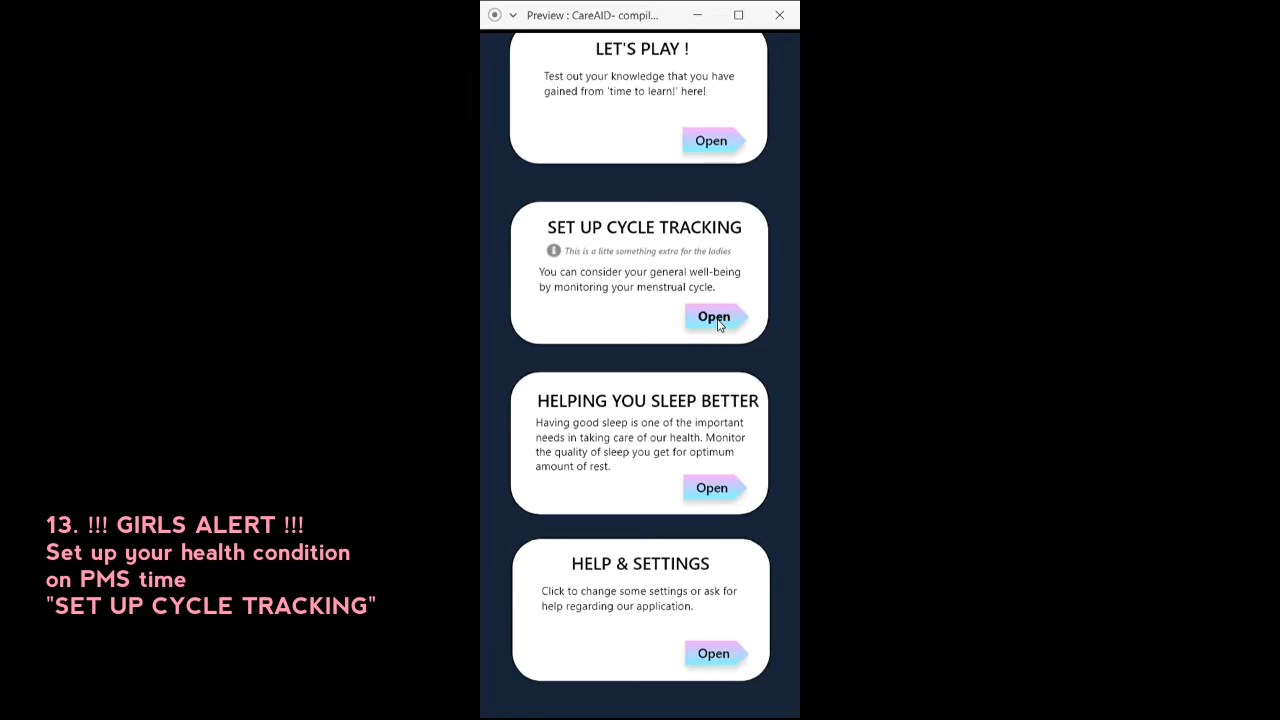 Preview : CareAID- compil...
LET'S PLAY !
Test out your knowledge that you have
gained from 'time to learn!' here!
Open
SET UP CYCLE TRACKING
This is a litte something extra for the ladies
You can consider your general well-being
by monitoring your menstrual cycle.
Open
HELPING YOU SLEEP BETTER
Having good sleep is one of the important
needs in taking care of our health. Monitor
the quality of sleep you get for optimum
amount of rest.
Open
HELP & SETTINGS
Click to change some settings or ask for
help regarding our application.
Open
13. !!! GIRLS ALERT !!!
Set up your health condition
on PMS time
"SET UP CYCLE TRACKING"